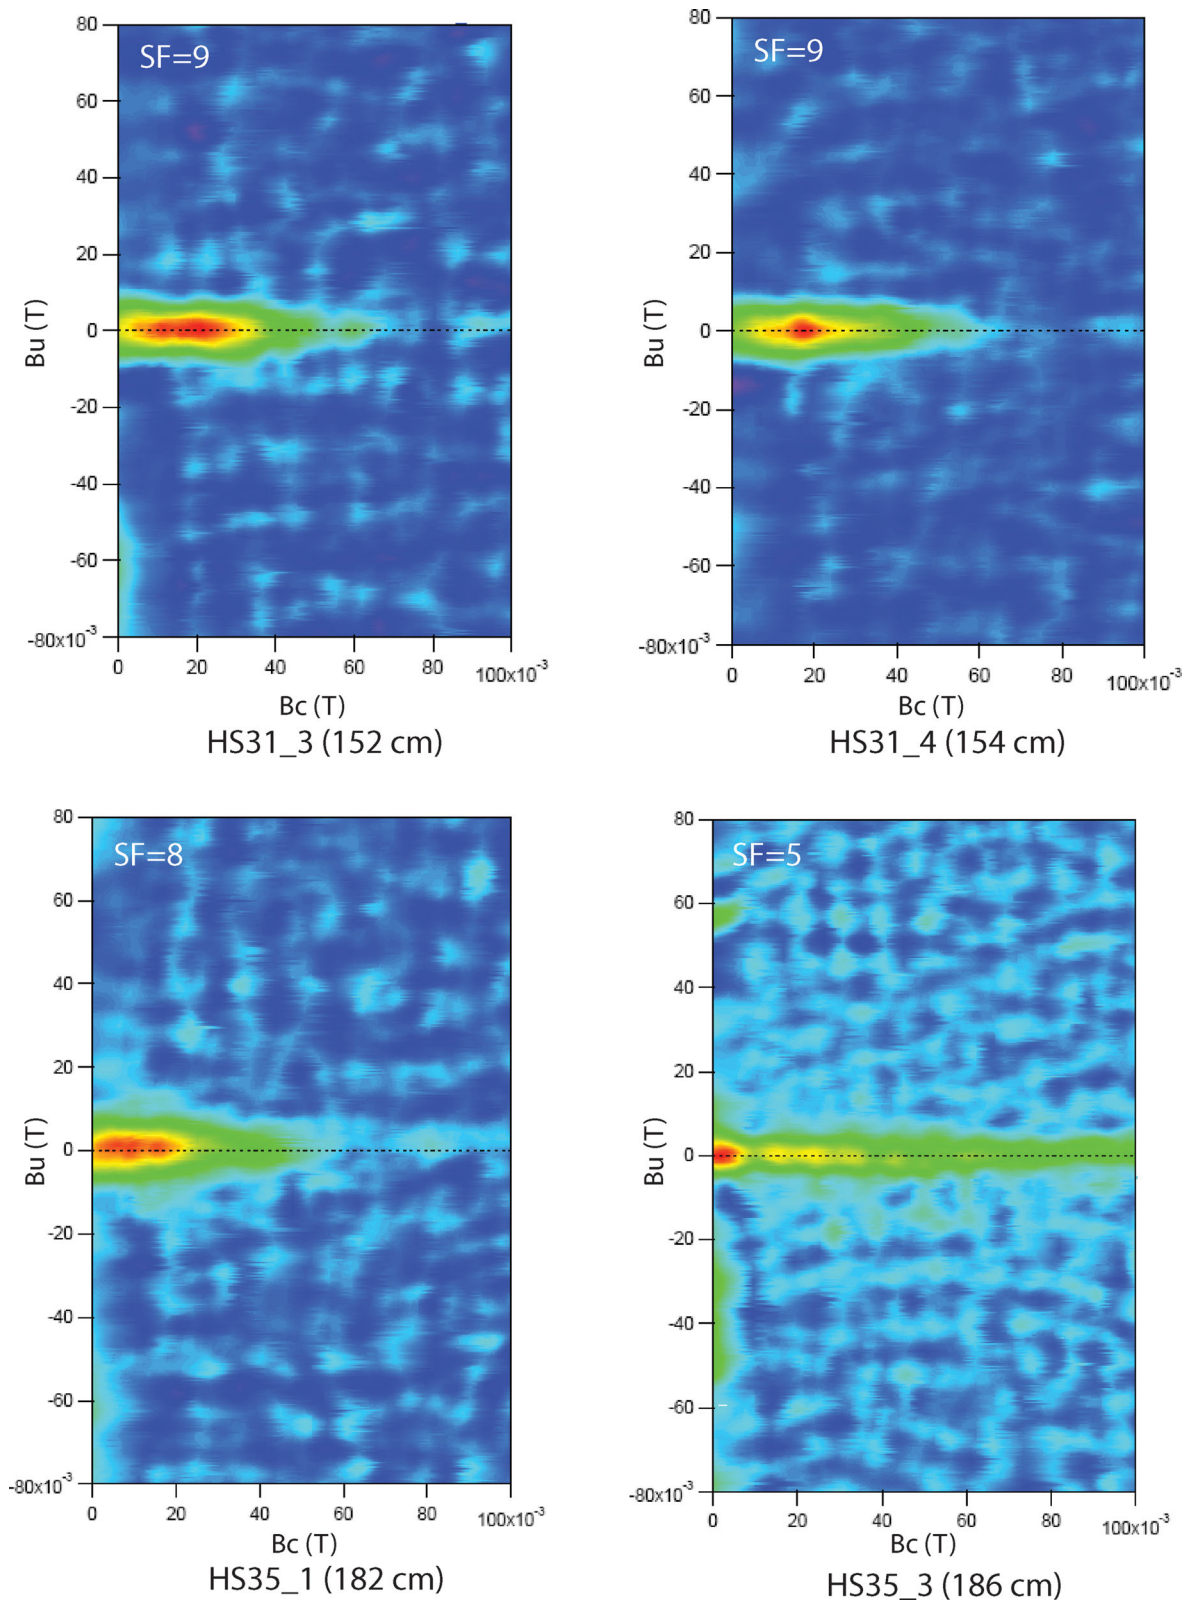 80
SF=9
60
40
20
0
-20
-40
-60
-80x10-3
Bu (T)
0 20 40 60 80 100x10-3
Bc (T)
HS31_3 (152 cm)
80
SF=9
60
40
20
0
-20
-40
-60
-80x10-3
Bu (T)
0 20 40 60 80 100x10-3
Bc (T)
HS31_4 (154 cm)
80
SF=8
60
40
20
0
-20
-40
-60
-80x10-3
Bu (T)
0 20 40 60 80 100x10-3
Bc (T)
HS35_1 (182 cm)
80
SF=5
60
40
20
0
-20
-40
-60
-80x10-3
Bu (T)
0 20 40 60 80 100x10-3
Bc (T)
HS35_3 (186 cm)